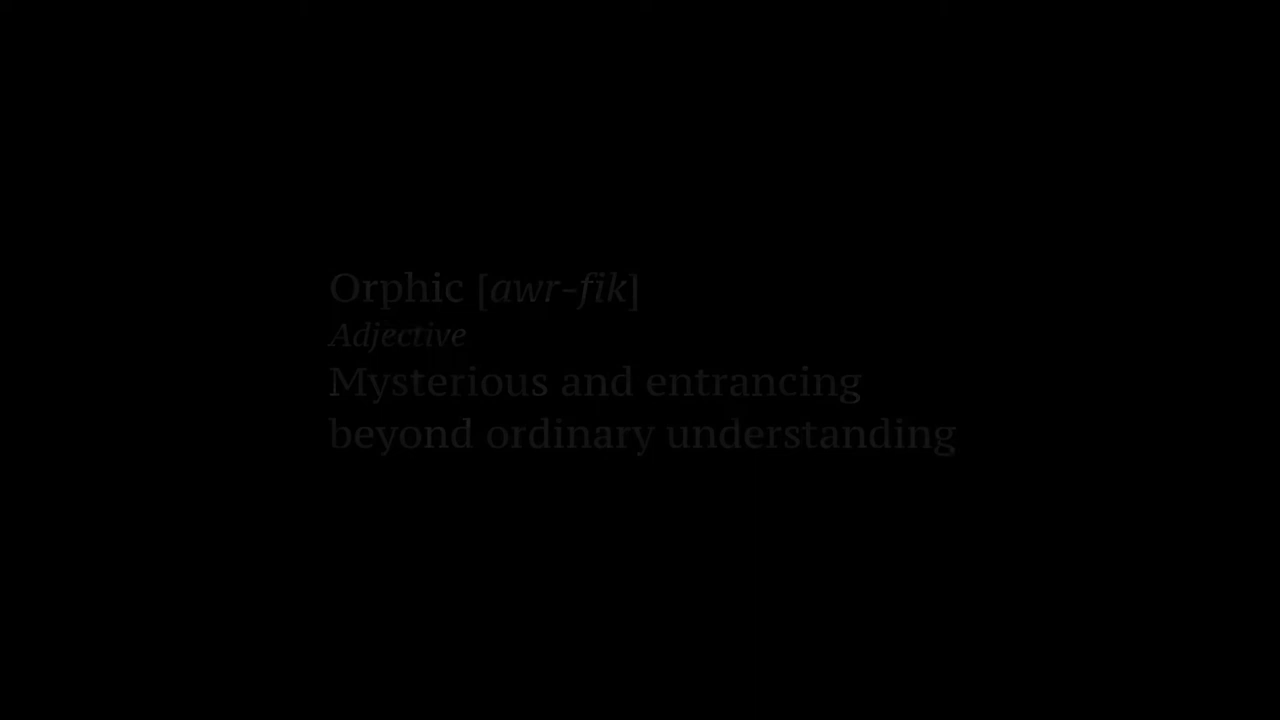 Orphic [awr-fik]
Adjective
Mysterious and entrancing
beyond ordinary understanding